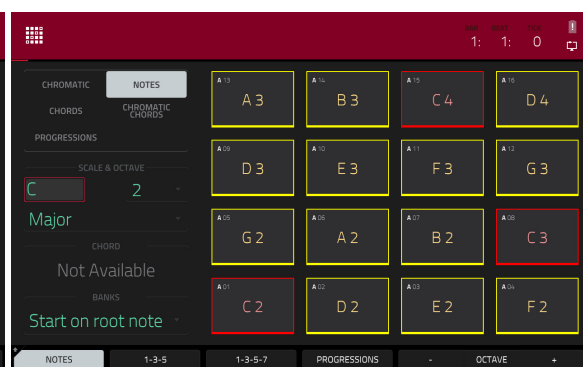 BAR BEAT TICK
1: 1: 0
CHROMATIC NOTES
CHORDS CHROMATIC CHORDS
PROGRESSIONS
SCALE & OCTAVE
C 2
Major
CHORD
Not Available
BANKS
Start on root note
A 13 A 14 A 15 A 16
A 3 B 3 C 4 D 4
A 09 A 10 A 11 A 12
D 3 E 3 F 3 G 3
A 05 A 06 A 07 A 08
G 2 A 2 B 2 C 3
A 01 A 02 A 03 A 04
C 2 D 2 E 2 F 2
NOTES 1-3-5 1-3-5-7 PROGRESSIONS - OCTAVE +